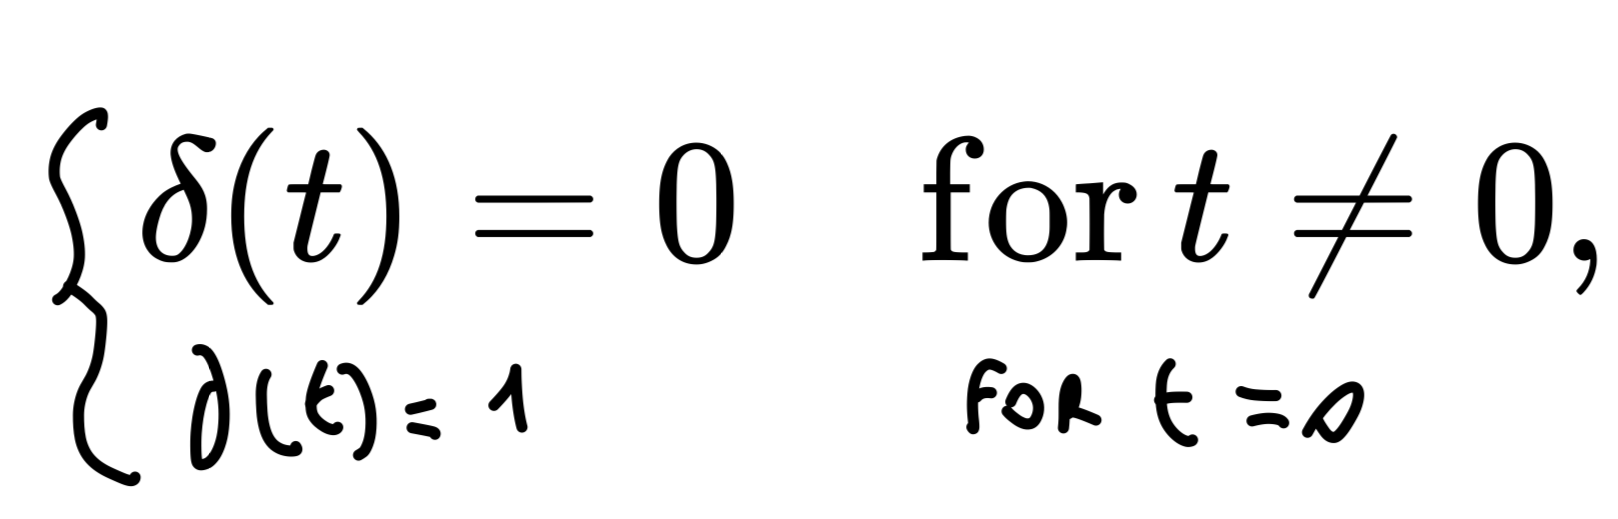 δ(t) = 0 for t ≠ 0,
∂(t) = 1 FOR t = 0